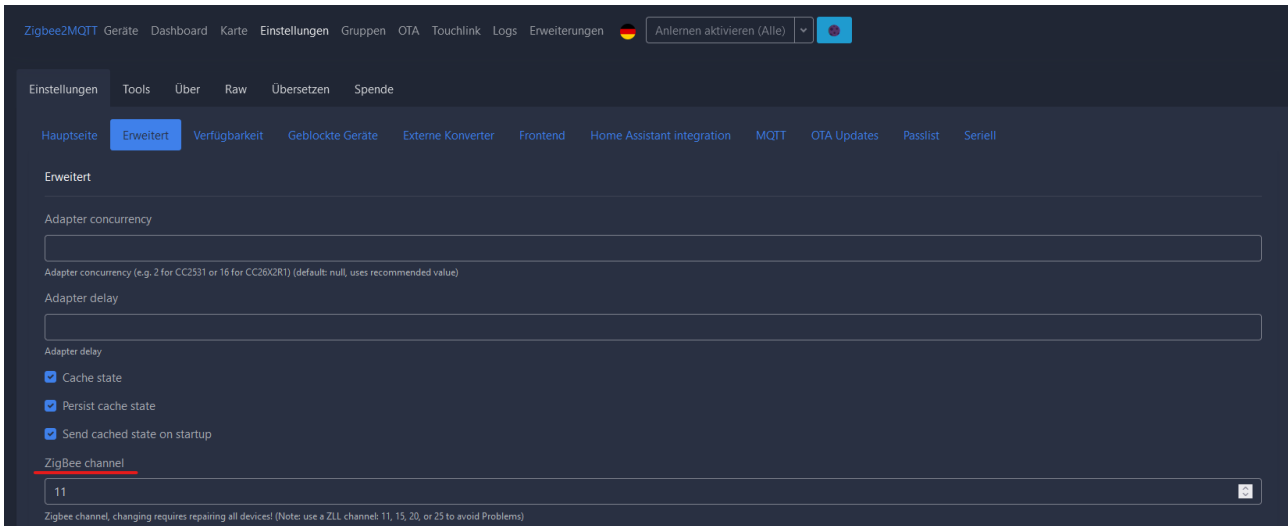 Zigbee2MQTT Geräte Dashboard Karte Einstellungen Gruppen OTA Touchlink Logs Erweiterungen Anlernen aktivieren (Alle)
Einstellungen Tools Über Raw Übersetzen Spende
Hauptseite Erweitert Verfügbarkeit Geblockte Geräte Externe Konverter Frontend Home Assistant integration MQTT OTA Updates Passlist Seriell
Erweitert
Adapter concurrency
Adapter concurrency (e.g. 2 for CC2531 or 16 for CC26X2R1) (default: null, uses recommended value)
Adapter delay
Adapter delay
Cache state
Persist cache state
Send cached state on startup
ZigBee channel
11
Zigbee channel, changing requires repairing all devices! (Note: use a ZLL channel: 11, 15, 20, or 25 to avoid Problems)